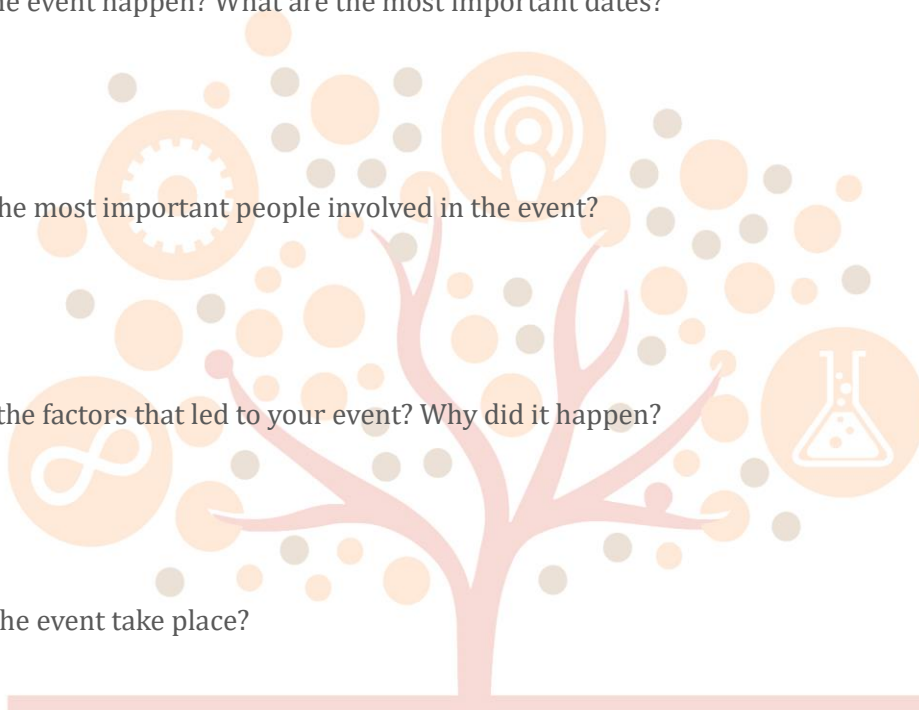 he event happen? What are the most important dates?
he most important people involved in the event?
the factors that led to your event? Why did it happen?
he event take place?